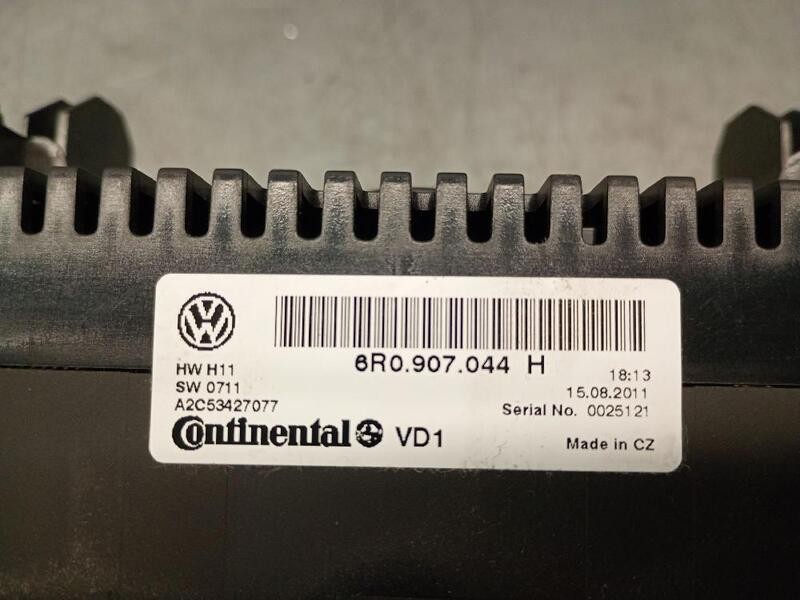 6R0.907.044 H
HW H11
SW 0711
A2C53427077
18:13
15.08.2011
Serial No. 0025121
Continental VD1
Made in CZ